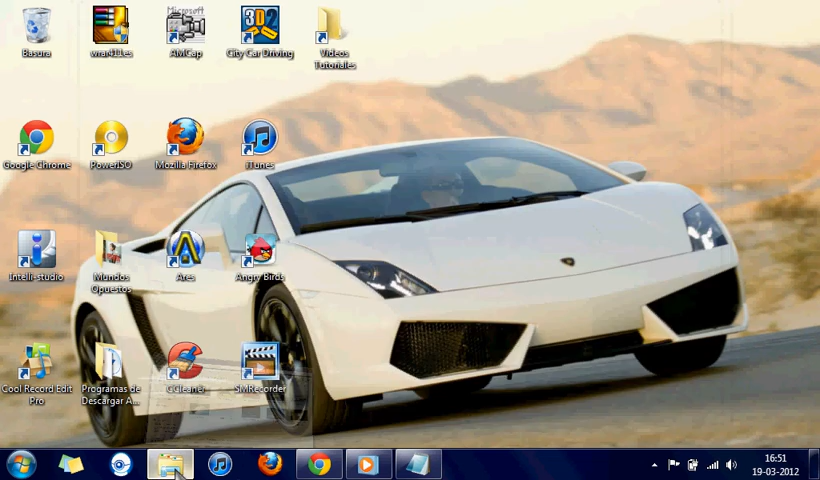 Microsoft
3D2
Basura
wrar411es
AMCap
City Car Driving
Videos
Tutoriales
Google Chrome
PowerISO
Mozilla Firefox
iTunes
Intelli-studio
Mundos
Opuestos
Ares
Angry Birds
Cool Record Edit
Pro
Programas de
Descargar A...
CCleaner
SMRecorder
16:51
19-03-2012